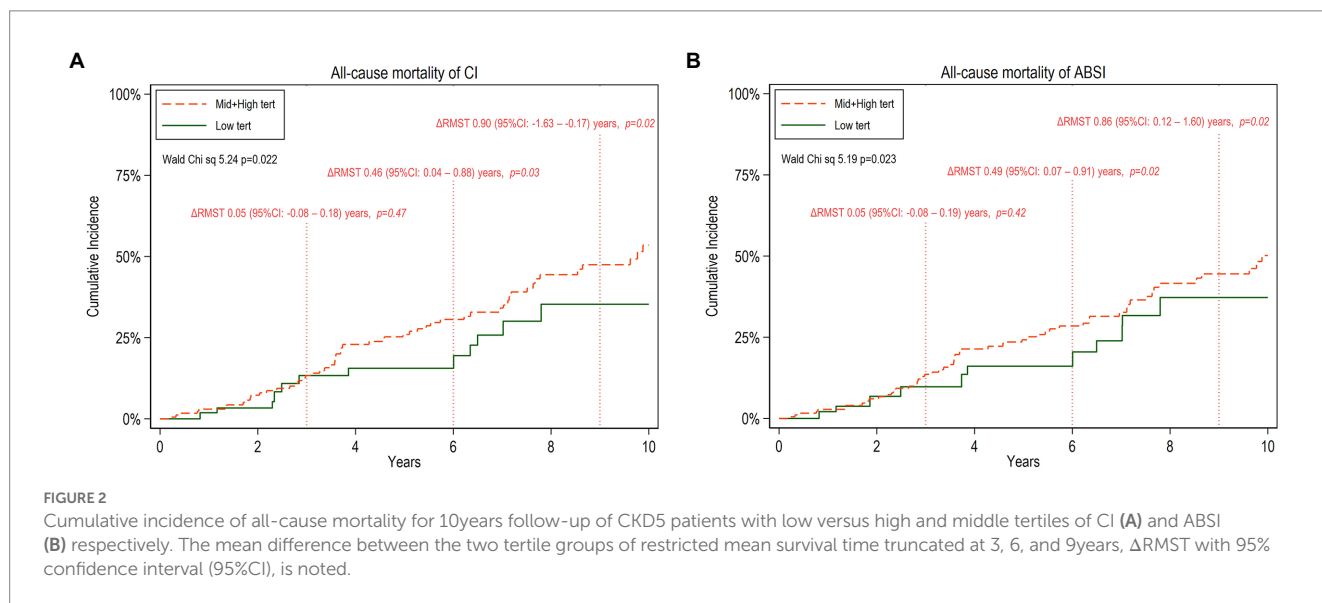 A
All-cause mortality of CI
100%
75%
50%
25%
0%
Cumulative Incidence
Mid+High tert
Low tert
Wald Chi sq 5.24 p=0.022
ΔRMST 0.90 (95%CI: -1.63 – -0.17) years, p=0.02
ΔRMST 0.46 (95%CI: 0.04 – 0.88) years, p=0.03
ΔRMST 0.05 (95%CI: -0.08 – 0.18) years, p=0.47
0 2 4 6 8 10
Years
B
All-cause mortality of ABSI
100%
75%
50%
25%
0%
Cumulative Incidence
Mid+High tert
Low tert
Wald Chi sq 5.19 p=0.023
ΔRMST 0.86 (95%CI: 0.12 – 1.60) years, p=0.02
ΔRMST 0.49 (95%CI: 0.07 – 0.91) years, p=0.02
ΔRMST 0.05 (95%CI: -0.08 – 0.19) years, p=0.42
0 2 4 6 8 10
Years
FIGURE 2
Cumulative incidence of all-cause mortality for 10years follow-up of CKD5 patients with low versus high and middle tertiles of CI (A) and ABSI
(B) respectively. The mean difference between the two tertile groups of restricted mean survival time truncated at 3, 6, and 9years, ΔRMST with 95%
confidence interval (95%CI), is noted.